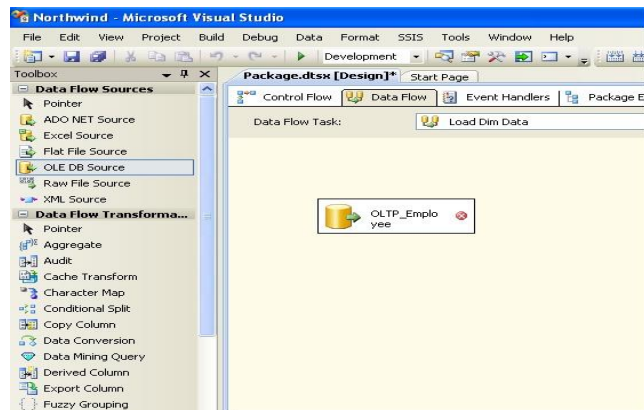 Northwind - Microsoft Visual Studio
File Edit View Project Build Debug Data Format SSIS Tools Window Help
Development
Toolbox
Package.dtsx [Design]* Start Page
Data Flow Sources
Control Flow Data Flow Event Handlers Package E
Pointer
ADO NET Source
Data Flow Task: Load Dim Data
Excel Source
Flat File Source
OLE DB Source
Raw File Source
XML Source
Data Flow Transforma...
Pointer
OLTP_Emplo
yee
Aggregate
Audit
Cache Transform
Character Map
Conditional Split
Copy Column
Data Conversion
Data Mining Query
Derived Column
Export Column
Fuzzy Grouping